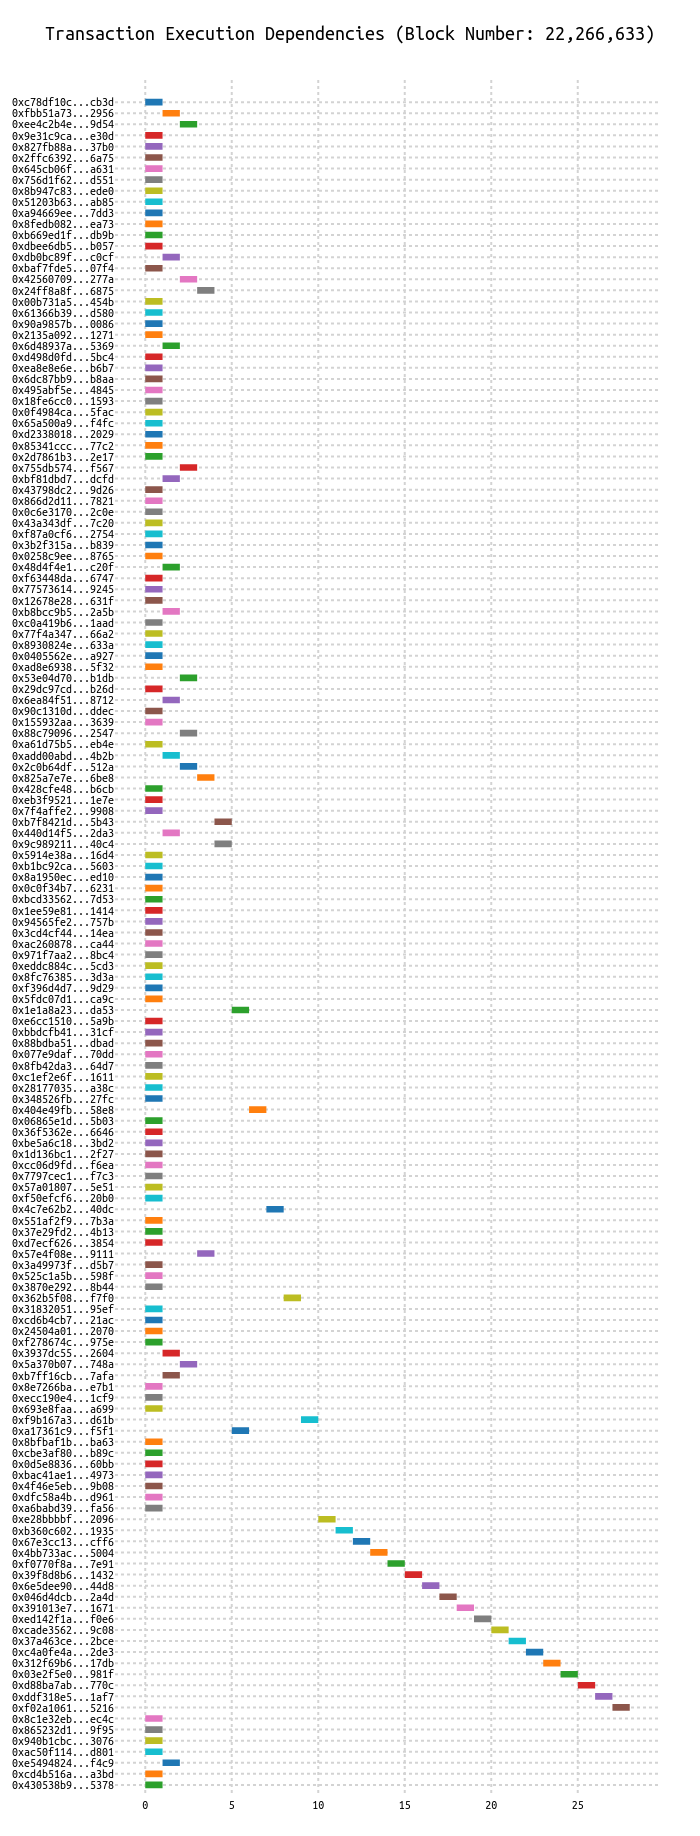 Transaction Execution Dependencies (Block Number: 22,266,633)
0xc78df10c...cb3d
0xfbb51a73...2956
0xee4c2b4e...9d54
0x9e31c9ca...e30d
0x827fb88a...37b0
0x2ffc6392...6a75
0x645cb06f...a631
0x756d1f62...d551
0x8b947c83...ede0
0x51203b63...ab85
0xa94669ee...7dd3
0x8fedb082...ea73
0xb669ed1f...db9b
0xdbee6db5...b057
0xdb0bc89f...c0cf
0xbaf7fde5...07f4
0x42560709...277a
0x24ff8a8f...6875
0x00b731a5...454b
0x61366b39...d580
0x90a9857b...0086
0x2135a092...1271
0x6d48937a...5369
0xd498d0fd...5bc4
0xea8e8e6e...b6b7
0x6dc87bb9...b8aa
0x495abf5e...4845
0x18fe6cc0...1593
0x0f4984ca...5fac
0x65a500a9...f4fc
0xd2338018...2029
0x85341ccc...77c2
0x2d7861b3...2e17
0x755db574...f567
0xbf81dbd7...dcfd
0x43798dc2...9d26
0x866d2d11...7821
0x0c6e3170...2c0e
0x43a343df...7c20
0xf87a0cf6...2754
0x3b2f315a...b839
0x0258c9ee...8765
0x48d4f4e1...c20f
0xf63448da...6747
0x77573614...9245
0x12678e28...631f
0xb8bcc9b5...2a5b
0xc0a419b6...1aad
0x77f4a347...66a2
0x8930824e...633a
0x0405562e...a927
0xad8e6938...5f32
0x53e04d70...b1db
0x29dc97cd...b26d
0x6ea84f51...8712
0x90c1310d...ddec
0x155932aa...3639
0x88c79096...2547
0xa61d75b5...eb4e
0xadd00abd...4b2b
0x2c0b64df...512a
0x825a7e7e...6be8
0x428cfe48...b6cb
0xeb3f9521...1e7e
0x7f4affe2...9908
0xb7f8421d...5b43
0x440d14f5...2da3
0x9c989211...40c4
0x5914e38a...16d4
0xb1bc92ca...5603
0x8a1950ec...ed10
0x0c0f34b7...6231
0xbcd33562...7d53
0x1ee59e81...1414
0x94565fe2...757b
0x3cd4cf44...14ea
0xac260878...ca44
0x971f7aa2...8bc4
0xeddc884c...5cd3
0x8fc76385...3d3a
0xf396d4d7...9d29
0x5fdc07d1...ca9c
0x1e1a8a23...da53
0xe6cc1510...5a9b
0xbbdcfb41...31cf
0x88bdba51...dbad
0x077e9daf...70dd
0x8fb42da3...64d7
0xc1ef2e6f...1611
0x28177035...a38c
0x348526fb...27fc
0x404e49fb...58e8
0x06865e1d...5b03
0x36f5362e...6646
0xbe5a6c18...3bd2
0x1d136bc1...2f27
0xcc06d9fd...f6ea
0x7797cec1...f7c3
0x57a01807...5e51
0xf50efcf6...20b0
0x4c7e62b2...40dc
0x551af2f9...7b3a
0x37e29fd2...4b13
0xd7ecf626...3854
0x57e4f08e...9111
0x3a49973f...d5b7
0x525c1a5b...598f
0x3870e292...8b44
0x362b5f08...f7f0
0x31832051...95ef
0xcd6b4cb7...21ac
0x24504a01...2070
0xf278674c...975e
0x3937dc55...2604
0x5a370b07...748a
0xb7ff16cb...7afa
0x8e7266ba...e7b1
0xecc190e4...1cf9
0x693e8faa...a699
0xf9b167a3...d61b
0xa17361c9...f5f1
0x8bfbaf1b...ba63
0xcbe3af80...b89c
0x0d5e8836...60bb
0xbac41ae1...4973
0x4f46e5eb...9b08
0xdfc58a4b...d961
0xa6babd39...fa56
0xe28bbbbf...2096
0xb360c602...1935
0x67e3cc13...cff6
0x4bb733ac...5004
0xf0770f8a...7e91
0x39f8d8b6...1432
0x6e5dee90...44d8
0x046d4dcb...2a4d
0x391013e7...1671
0xed142f1a...f0e6
0xcade3562...9c08
0x37a463ce...2bce
0xc4a0fe4a...2de3
0x312f69b6...17db
0x03e2f5e0...981f
0xd88ba7ab...770c
0xddf318e5...1af7
0xf02a1061...5216
0x8c1e32eb...ec4c
0x865232d1...9f95
0x940b1cbc...3076
0xac50f114...d801
0xe5494824...f4c9
0xcd4b516a...a3bd
0x430538b9...5378
0 5 10 15 20 25